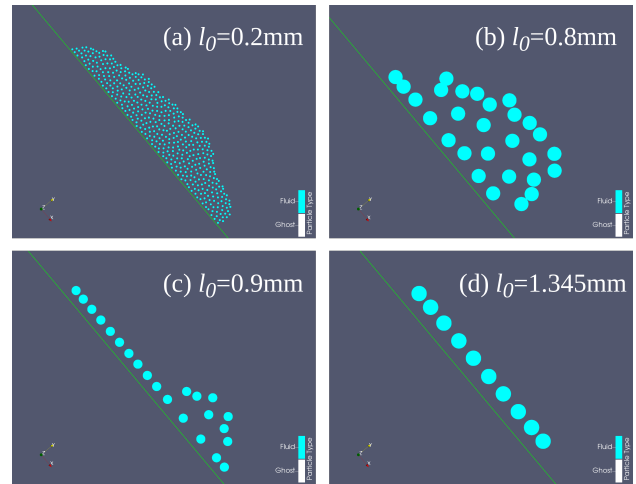 (a) l0=0.2mm
Fluid
Ghost
Particle Type
(b) l0=0.8mm
Fluid
Ghost
Particle Type
(c) l0=0.9mm
Fluid
Ghost
Particle Type
(d) l0=1.345mm
Fluid
Ghost
Particle Type